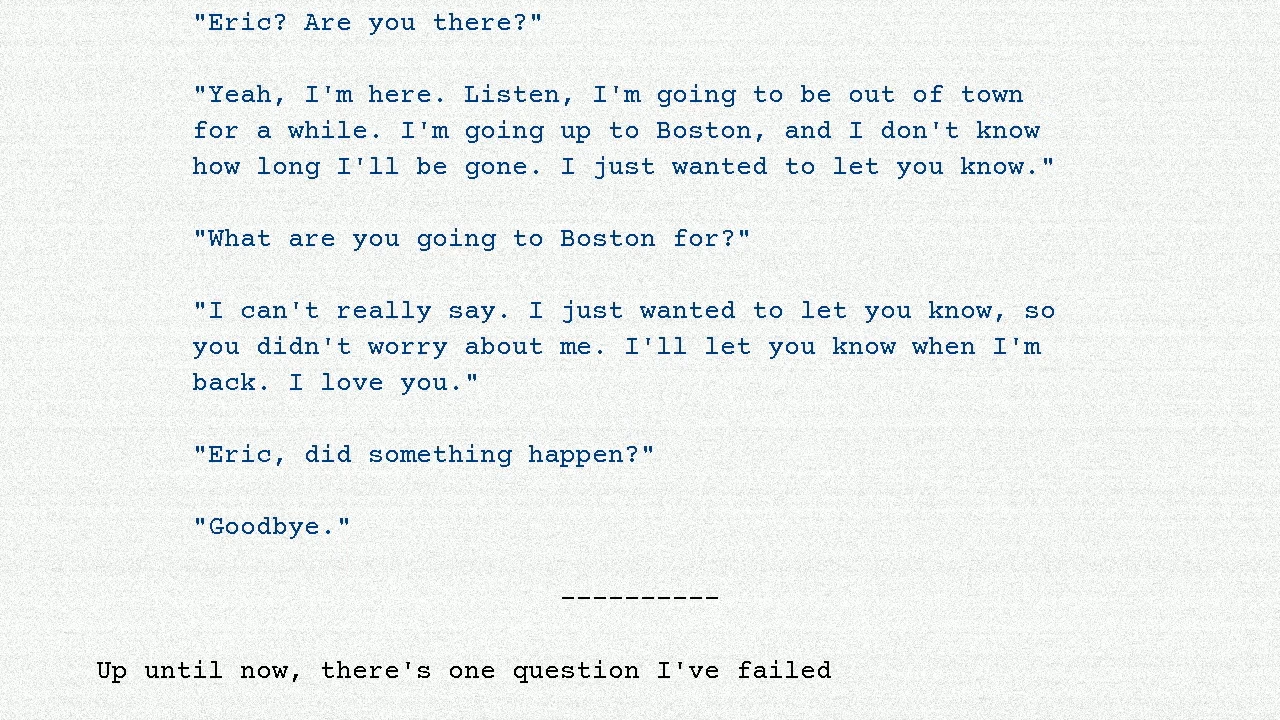 "Eric? Are you there?"
"Yeah, I'm here. Listen, I'm going to be out of town
for a while. I'm going up to Boston, and I don't know
how long I'll be gone. I just wanted to let you know."
"What are you going to Boston for?"
"I can't really say. I just wanted to let you know, so
you didn't worry about me. I'll let you know when I'm
back. I love you."
"Eric, did something happen?"
"Goodbye."
----------
Up until now, there's one question I've failed